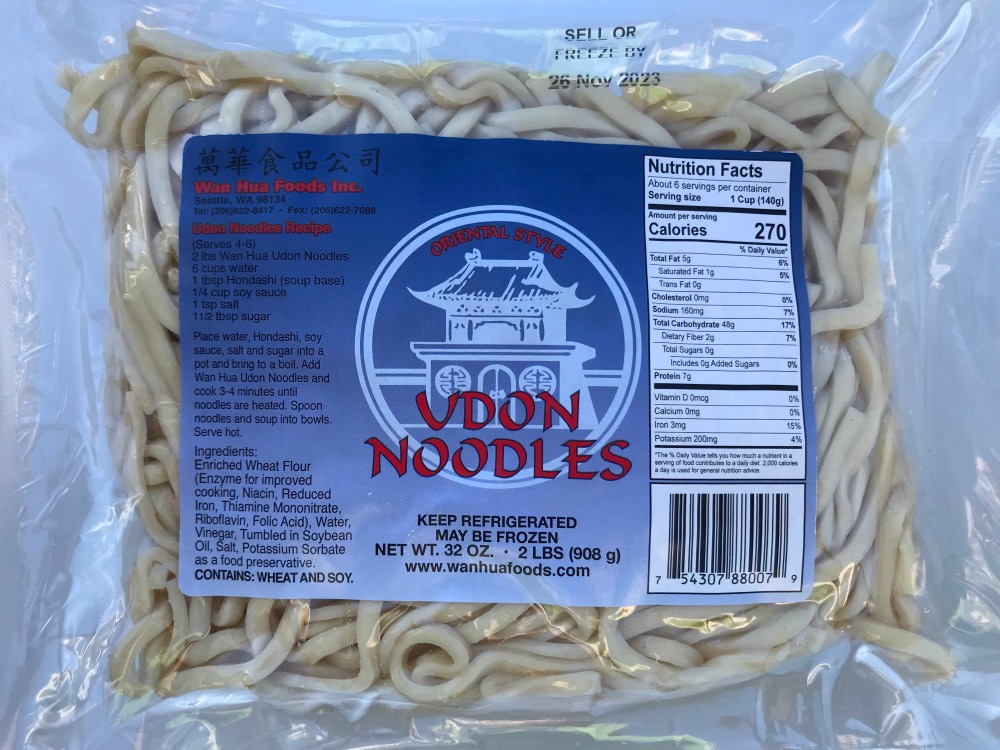 SELL OR
FREEZE BY
26 Nov 2023
萬華食品公司
Wan Hua Foods Inc.
Seattle, WA 98134
Tel: (206)622-8417 · Fax: (206)622-7088
Udon Noodles Recipe
(Serves 4-6)
2 lbs Wan Hua Udon Noodles
6 cups water
1 tbsp Hondashi (soup base)
1/4 cup soy sauce
1 tsp salt
1 1/2 tbsp sugar
Place water, Hondashi, soy
sauce, salt and sugar into a
pot and bring to a boil. Add
Wan Hua Udon Noodles and
cook 3-4 minutes until
noodles are heated. Spoon
noodles and soup into bowls.
Serve hot.
Ingredients:
Enriched Wheat Flour
(Enzyme for improved
cooking, Niacin, Reduced
Iron, Thiamine Mononitrate,
Riboflavin, Folic Acid), Water,
Vinegar, Tumbled in Soybean
Oil, Salt, Potassium Sorbate
as a food preservative.
CONTAINS: WHEAT AND SOY.
ORIENTAL STYLE
UDON
NOODLES
KEEP REFRIGERATED
MAY BE FROZEN
NET WT. 32 OZ. · 2 LBS (908 g)
www.wanhuafoods.com
Nutrition Facts
About 6 servings per container
Serving size 1 Cup (140g)
Amount per serving
Calories 270
% Daily Value*
Total Fat 5g 6%
Saturated Fat 1g 5%
Trans Fat 0g
Cholesterol 0mg 0%
Sodium 160mg 7%
Total Carbohydrate 48g 17%
Dietary Fiber 2g 7%
Total Sugars 0g
Includes 0g Added Sugars 0%
Protein 7g
Vitamin D 0mcg 0%
Calcium 0mg 0%
Iron 3mg 15%
Potassium 200mg 4%
*The % Daily Value tells you how much a nutrient in a
serving of food contributes to a daily diet. 2,000 calories
a day is used for general nutrition advice.
7 54307 88007 9